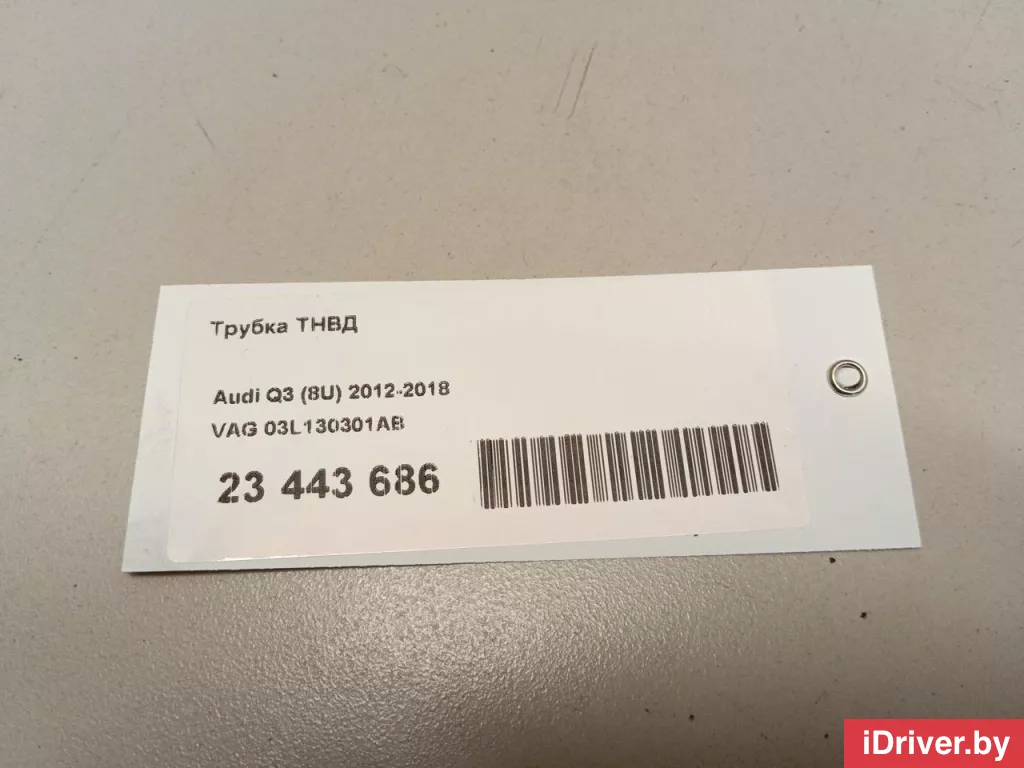 Трубка ТНВД
Audi Q3 (8U) 2012-2018
VAG 03L130301AB
23 443 686
iDriver.by